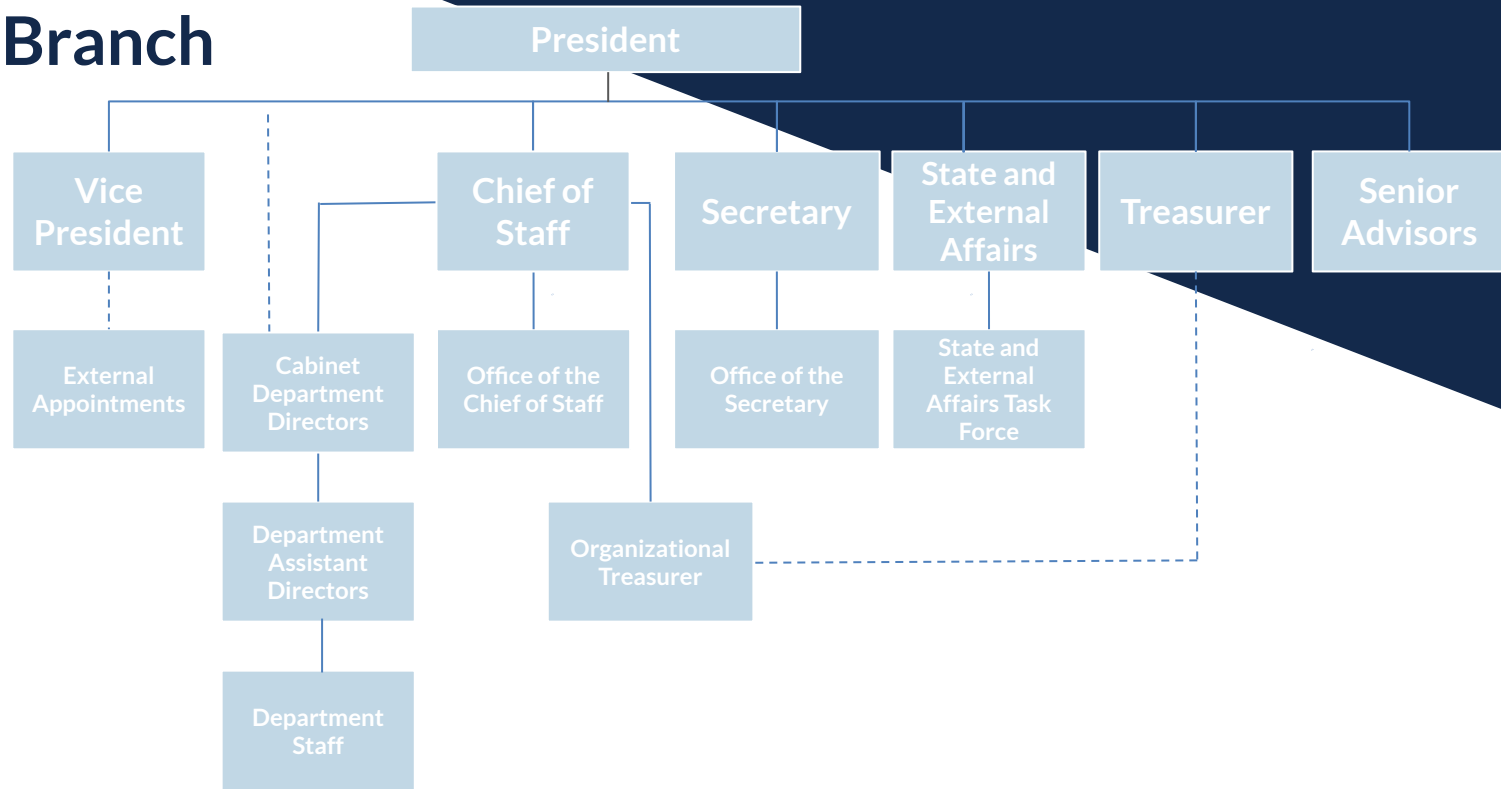 Branch
President
Vice
President
Chief of
Staff
Secretary
State and
External
Affairs
Treasurer
Senior
Advisors
External
Appointments
Cabinet
Department
Directors
Office of the
Chief of Staff
Office of the
Secretary
State and
External
Affairs Task
Force
Department
Assistant
Directors
Organizational
Treasurer
Department
Staff